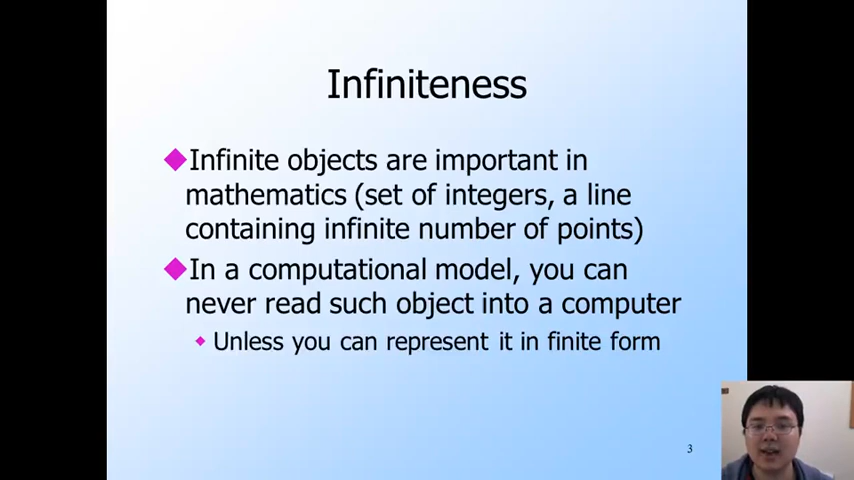 Infiniteness
Infinite objects are important in
mathematics (set of integers, a line
containing infinite number of points)
In a computational model, you can
never read such object into a computer
Unless you can represent it in finite form
3